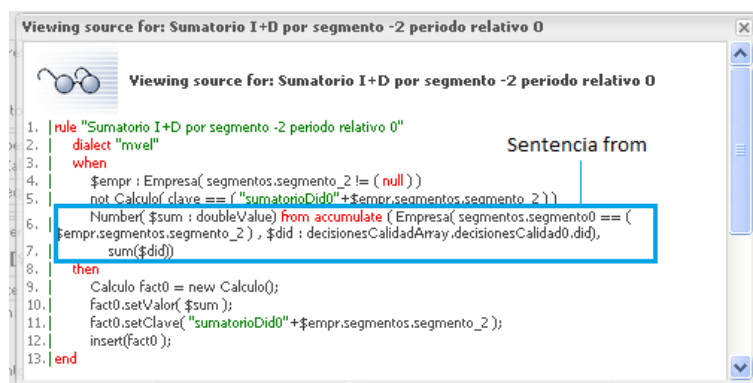 Viewing source for: Sumatorio I+D por segmento -2 periodo relativo 0
Viewing source for: Sumatorio I+D por segmento -2 periodo relativo 0
1. rule "Sumatorio I+D por segmento -2 periodo relativo 0"
Sentencia from
2. dialect "mvel"
3. when
4. $empr : Empresa( segmentos.segmento_2 != ( null ) )
5. not Calculo( clave == ( "sumatorioDid0"+$empr.segmentos.segmento_2 ) )
6. Number( $sum : doubleValue) from accumulate ( Empresa( segmentos.segmento0 == (
$empr.segmentos.segmento_2 ) , $did : decisionesCalidadArray.decisionesCalidad0.did),
7. sum($did))
8. then
9. Calculo fact0 = new Calculo();
10. fact0.setValor( $sum );
11. fact0.setClave( "sumatorioDid0"+$empr.segmentos.segmento_2 );
12. insert(fact0 );
13. end